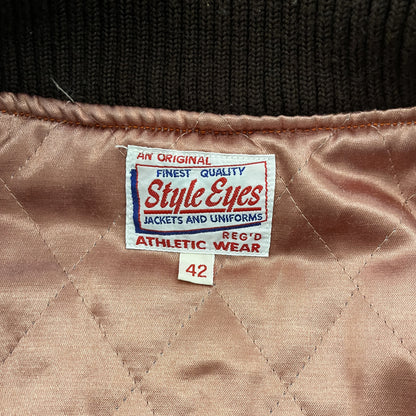 AN ORIGINAL
FINEST QUALITY
Style Eyes
JACKETS AND UNIFORMS
REG'D
ATHLETIC WEAR
42